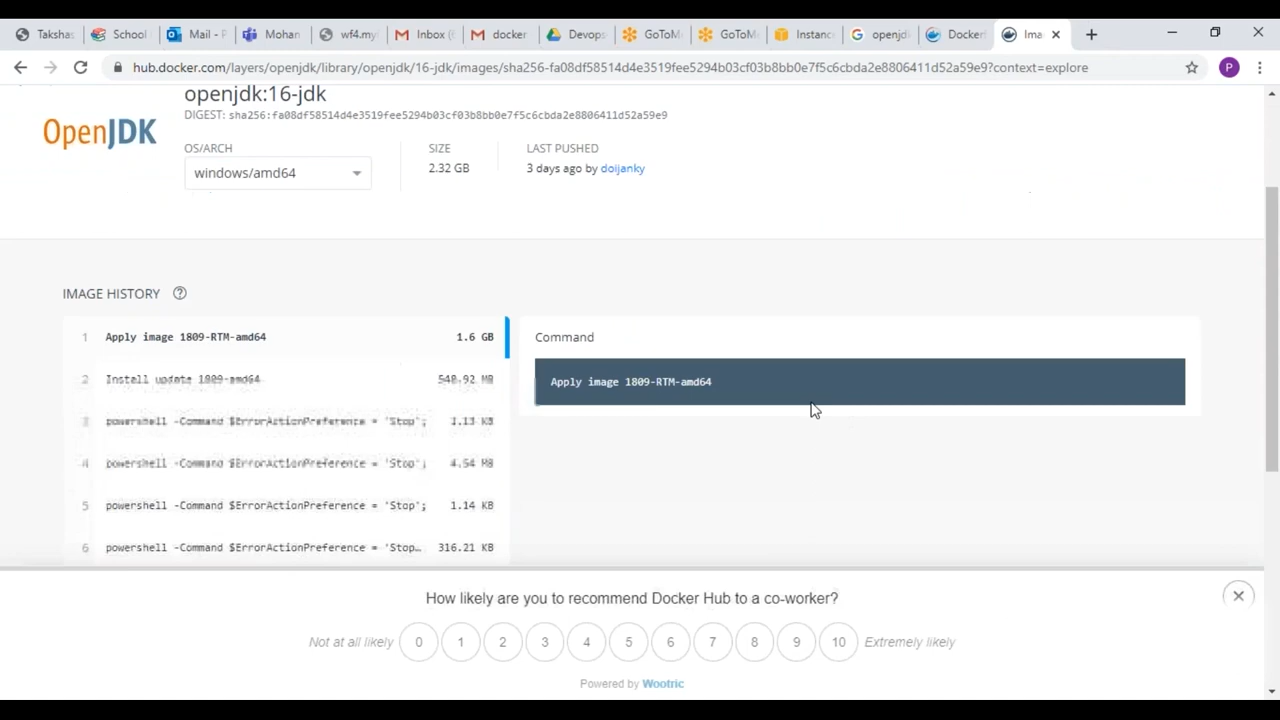 Taksha
School
Mail - F
Mohan
wf4.my
Inbox (6
docker
Devops
GoToM
GoToM
Instanc
openjd
Docker
Ima
hub.docker.com/layers/openjdk/library/openjdk/16-jdk/images/sha256-fa08df58514d4e3519fee5294b03cf03b8bb0e7f5c6cbda2e8806411d52a59e9?context=explore
P
openjdk:16-jdk
DIGEST: sha256:fa08df58514d4e3519fee5294b03cf03b8bb0e7f5c6cbda2e8806411d52a59e9
OpenJDK
OS/ARCH
SIZE
LAST PUSHED
windows/amd64
2.32 GB
3 days ago by doijanky
IMAGE HISTORY ?
1 Apply image 1809-RTM-amd64 1.6 GB
Command
Apply image 1809-RTM-amd64
2 Install update 1809-amd64 548.92 MB
3 powershell -Command $ErrorActionPreference = 'Stop'; 1.13 KB
4 powershell -Command $ErrorActionPreference = 'Stop'; 4.54 MB
5 powershell -Command $ErrorActionPreference = 'Stop'; 1.14 KB
6 powershell -Command $ErrorActionPreference = 'Stop… 316.21 KB
How likely are you to recommend Docker Hub to a co-worker?
Not at all likely 0 1 2 3 4 5 6 7 8 9 10 Extremely likely
Powered by Wootric